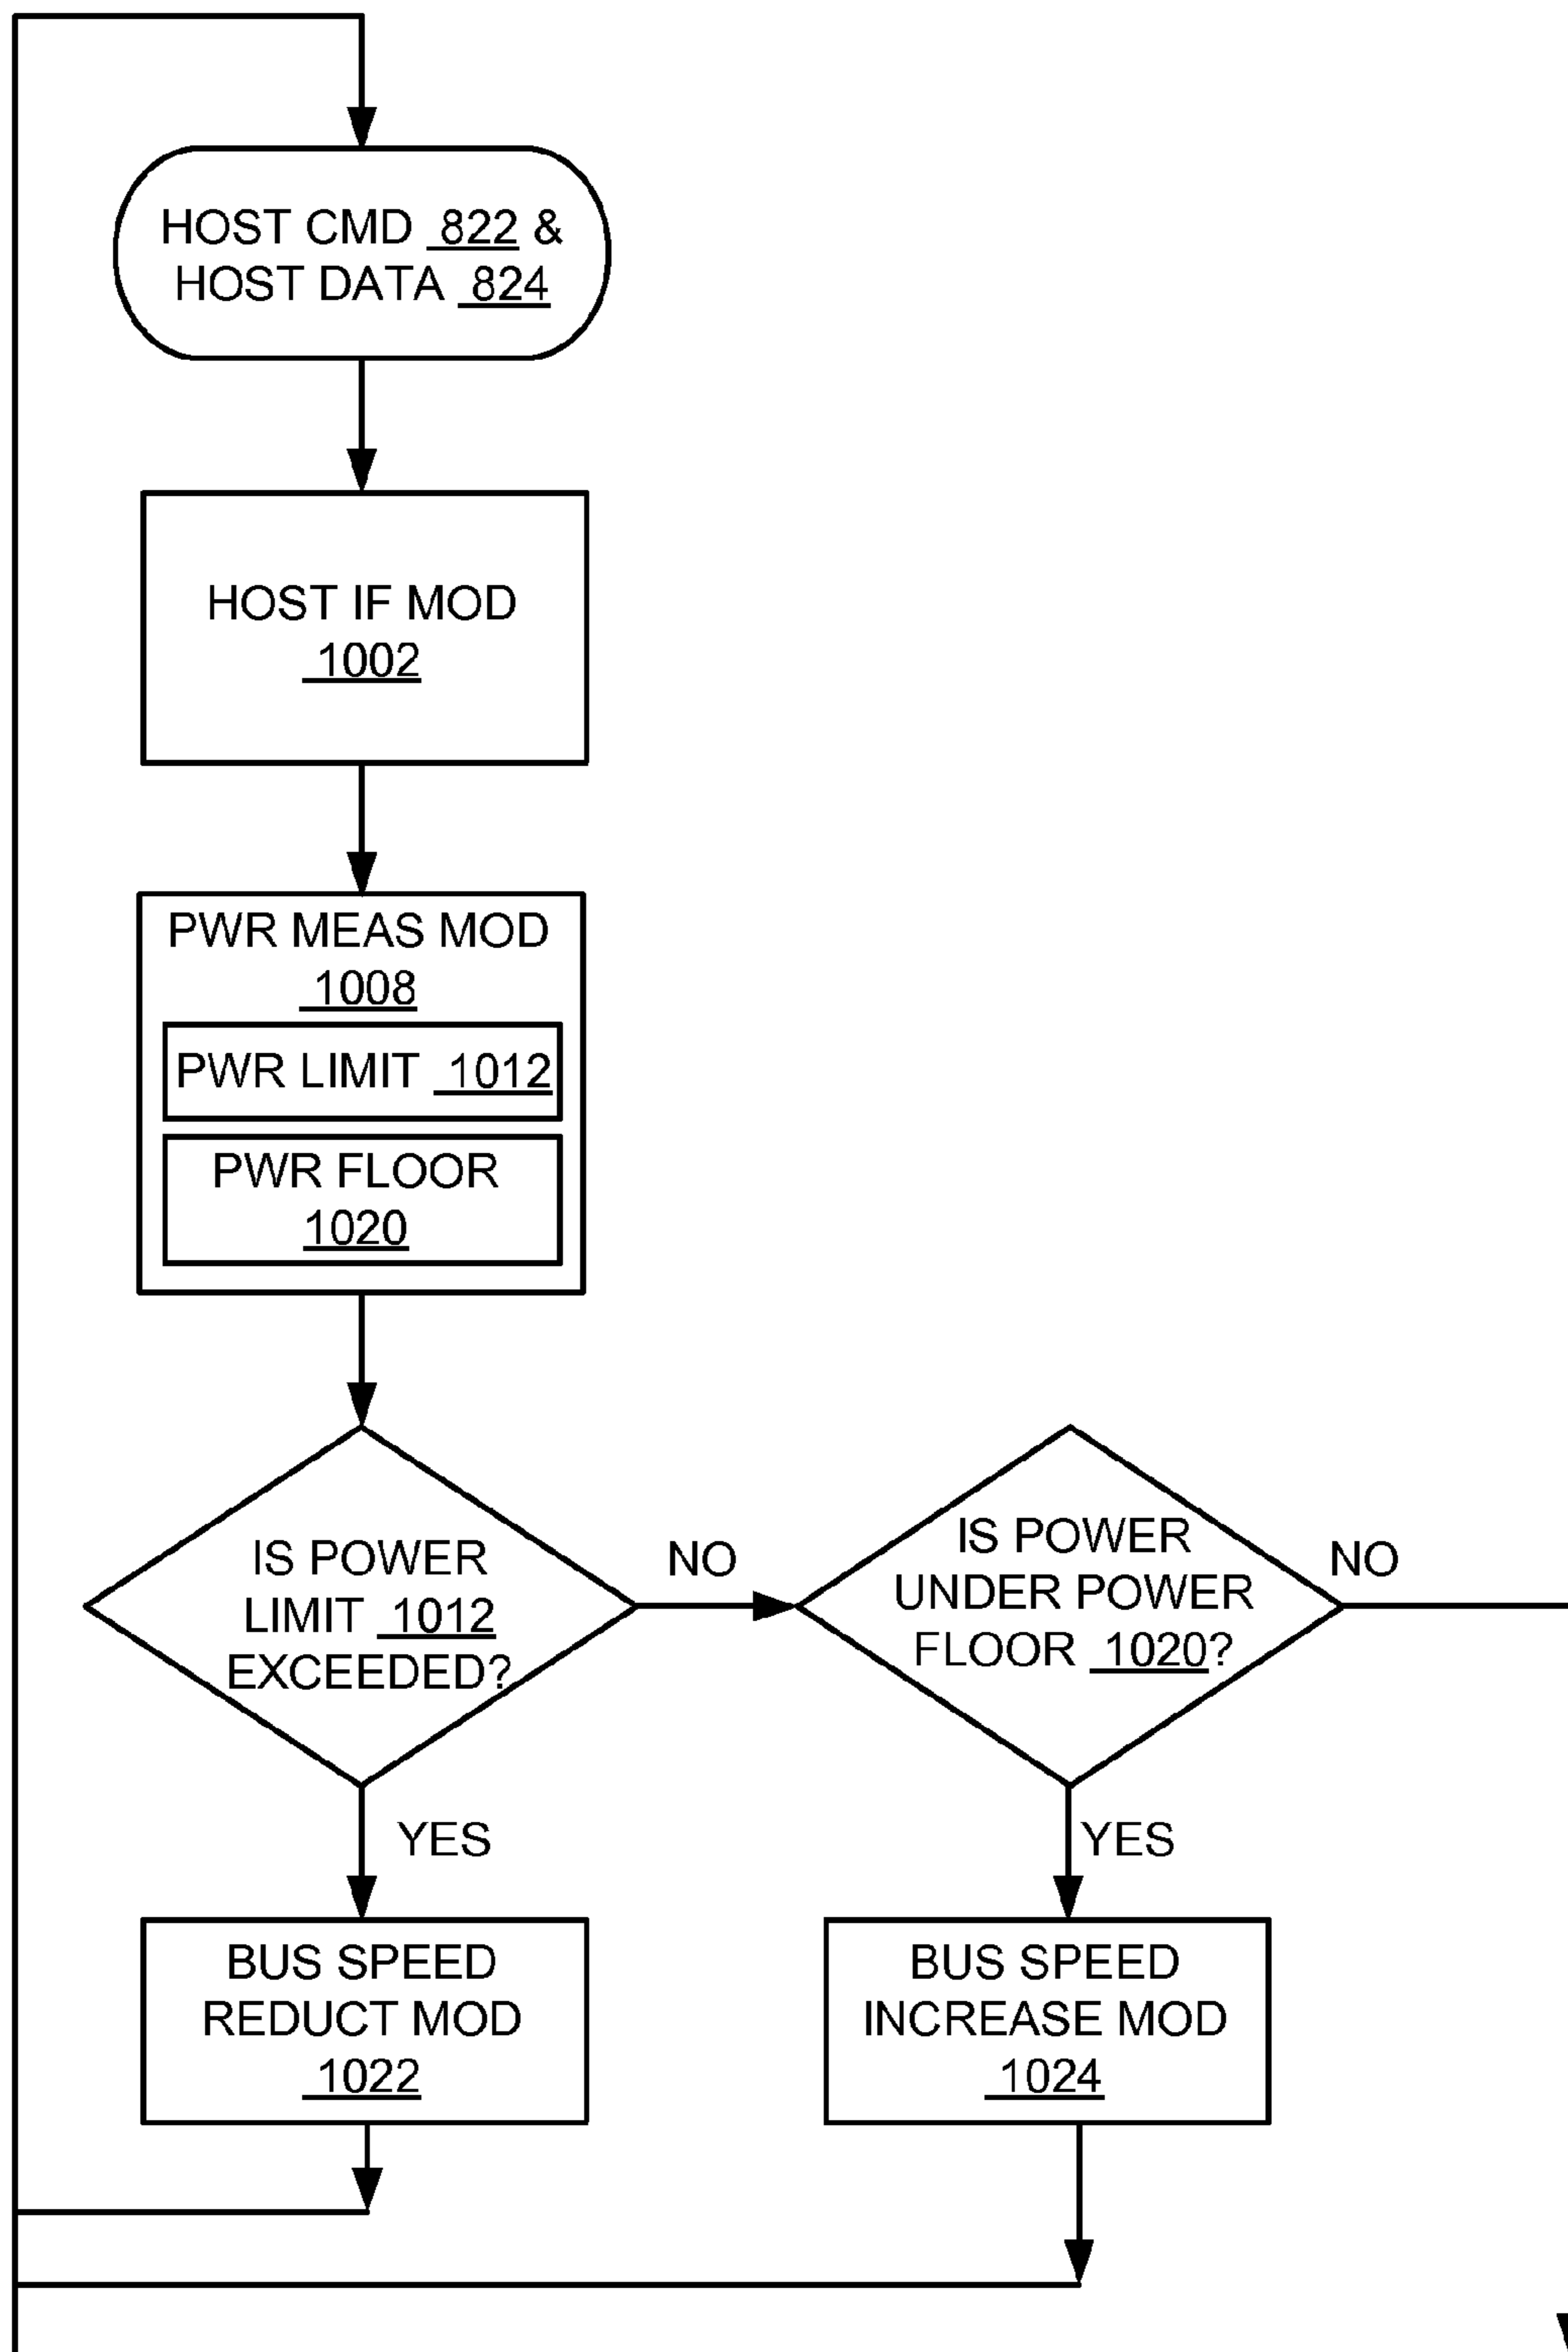 HOST CMD 822 &
HOST DATA 824
HOST IF MOD
1002
PWR MEAS MOD
1008
PWR LIMIT 1012
PWR FLOOR
1020
IS POWER
LIMIT 1012
EXCEEDED?
NO
IS POWER
UNDER POWER
FLOOR 1020?
NO
YES
YES
BUS SPEED
REDUCT MOD
1022
BUS SPEED
INCREASE MOD
1024